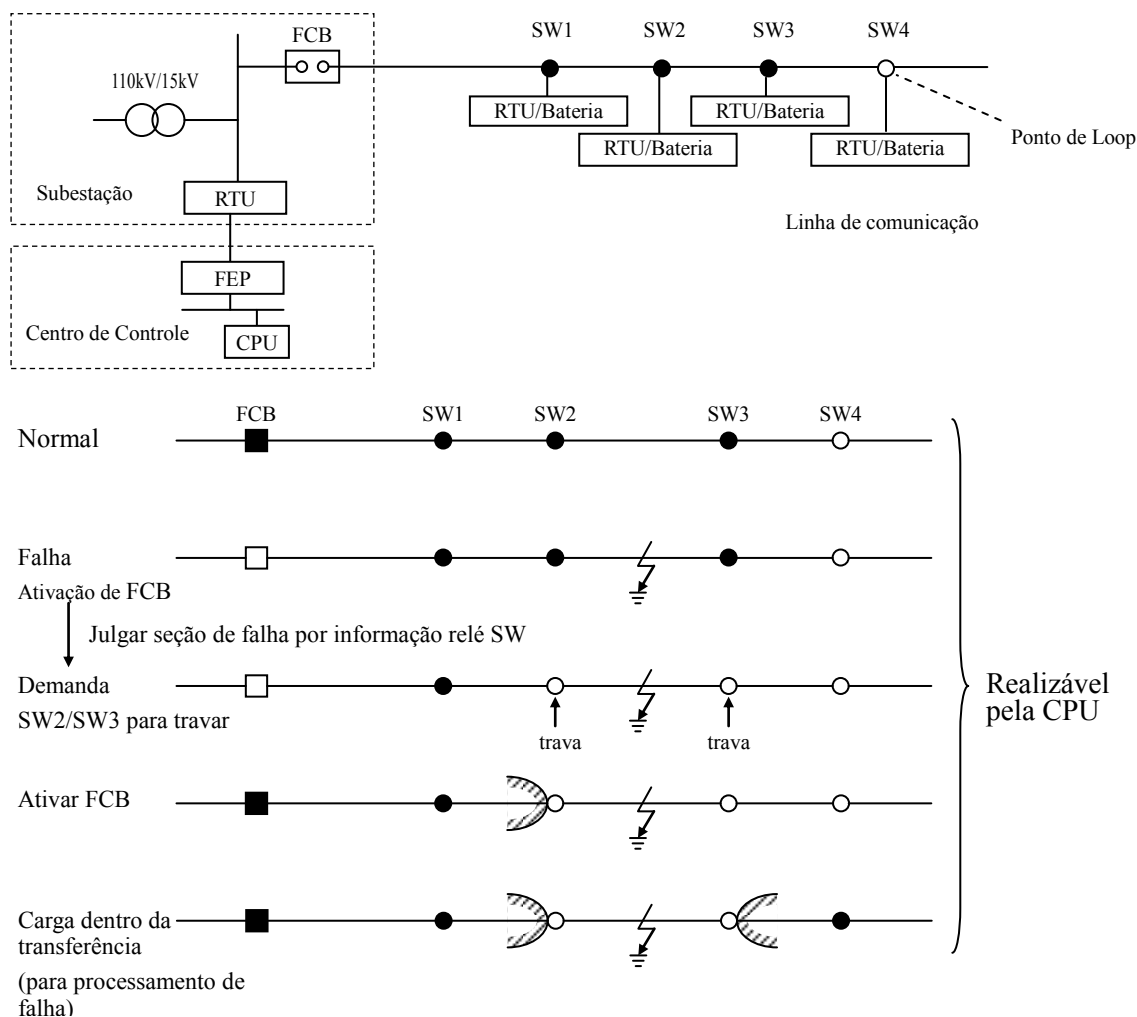 FCB
SW1
SW2
SW3
SW4
110kV/15kV
RTU/Bateria
RTU/Bateria
RTU/Bateria
RTU/Bateria
Ponto de Loop
Subestação
RTU
Linha de comunicação
FEP
Centro de Controle
CPU
FCB
SW1
SW2
SW3
SW4
Normal
Falha
Ativação de FCB
Julgar seção de falha por informação relé SW
Demanda
SW2/SW3 para travar
trava
trava
Realizável
pela CPU
Ativar FCB
Carga dentro da
transferência
(para processamento de
falha)